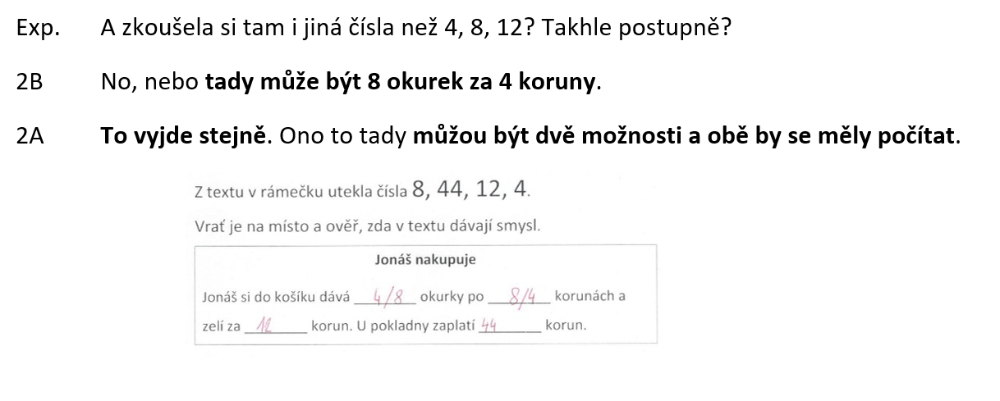 Exp. A zkoušela si tam i jiná čísla než 4, 8, 12? Takhle postupně?
2B No, nebo tady může být 8 okurek za 4 koruny.
2A To vyjde stejně. Ono to tady můžou být dvě možnosti a obě by se měly počítat.
Z textu v rámečku utekla čísla 8, 44, 12, 4.
Vrať je na místo a ověř, zda v textu dávají smysl.
Jonáš nakupuje
Jonáš si do košíku dává 4/8 okurky po 8/4 korunách a
zelí za 12 korun. U pokladny zaplatí 44 korun.